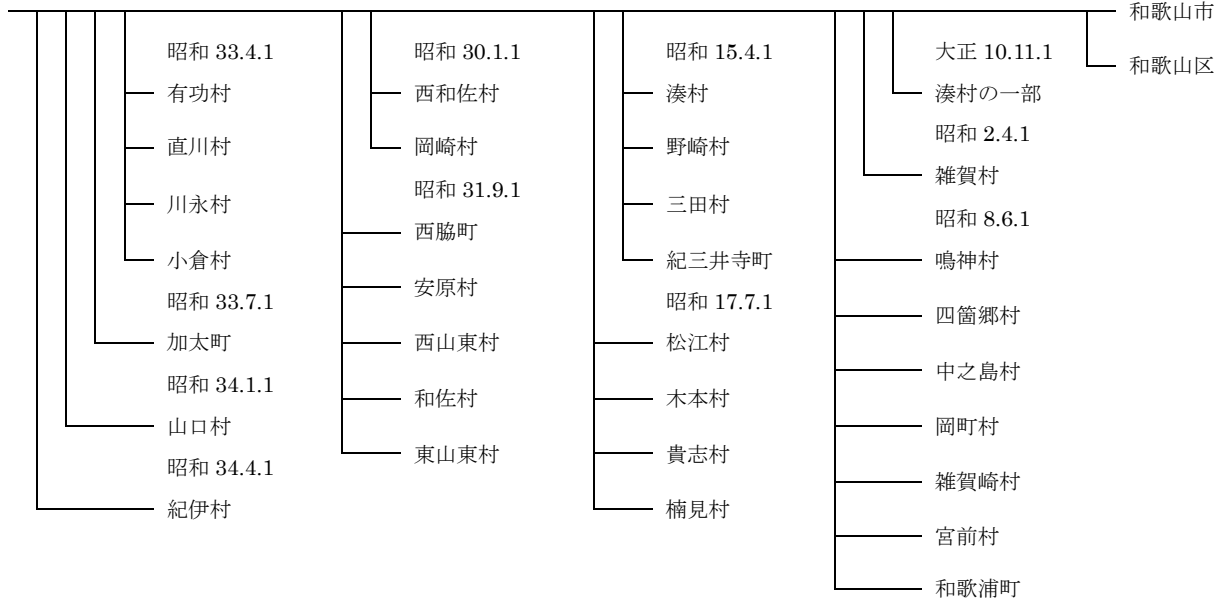 和歌山市
和歌山区
大正 10.11.1
湊村の一部
昭和 2.4.1
雑賀村
昭和 8.6.1
鳴神村
四箇郷村
中之島村
岡町村
雑賀崎村
宮前村
和歌浦町
昭和 15.4.1
湊村
野崎村
三田村
紀三井寺町
昭和 17.7.1
松江村
木本村
貴志村
楠見村
昭和 30.1.1
西和佐村
岡崎村
昭和 31.9.1
西脇町
安原村
西山東村
和佐村
東山東村
昭和 33.4.1
有功村
直川村
川永村
小倉村
昭和 33.7.1
加太町
昭和 34.1.1
山口村
昭和 34.4.1
紀伊村